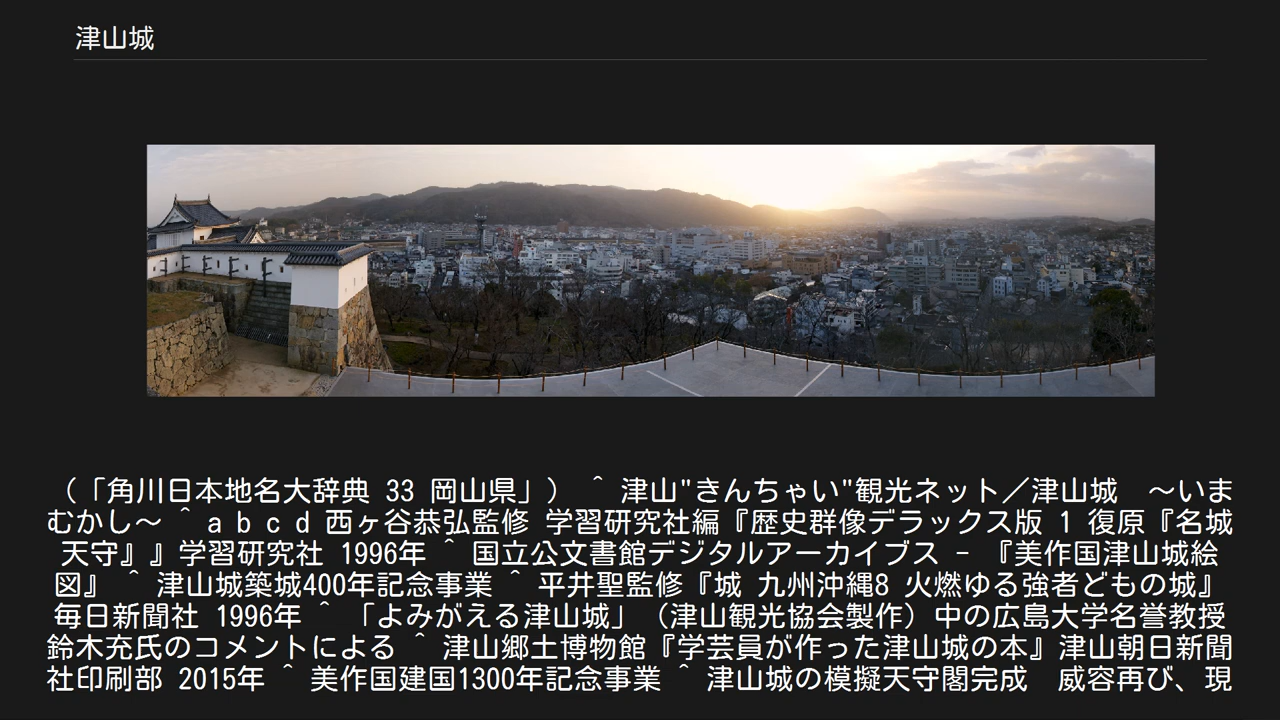 津山城
（「角川日本地名大辞典 33 岡山県」） ^ 津山"きんちゃい"観光ネット／津山城　～いま
むかし～ ^ a b c d 西ヶ谷恭弘監修 学習研究社編『歴史群像デラックス版 1 復原『名城
天守』』学習研究社 1996年 ^ 国立公文書館デジタルアーカイブス - 『美作国津山城絵
図』 ^ 津山城築城400年記念事業 ^ 平井聖監修『城 九州沖縄8 火燃ゆる強者どもの城』
毎日新聞社 1996年 ^ 「よみがえる津山城」（津山観光協会製作）中の広島大学名誉教授
鈴木充氏のコメントによる ^ 津山郷土博物館『学芸員が作った津山城の本』津山朝日新聞
社印刷部 2015年 ^ 美作国建国1300年記念事業 ^ 津山城の模擬天守閣完成　威容再び、現